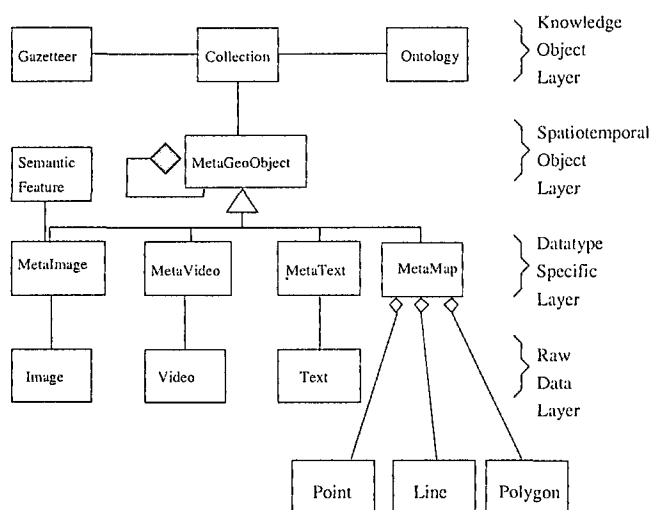 Gazetteer
Collection
Ontology
Knowledge
Object
Layer
Semantic
Feature
MetaGeoObject
Spatiotemporal
Object
Layer
MetaImage
MetaVideo
MetaText
MetaMap
Datatype
Specific
Layer
Image
Video
Text
Raw
Data
Layer
Point
Line
Polygon